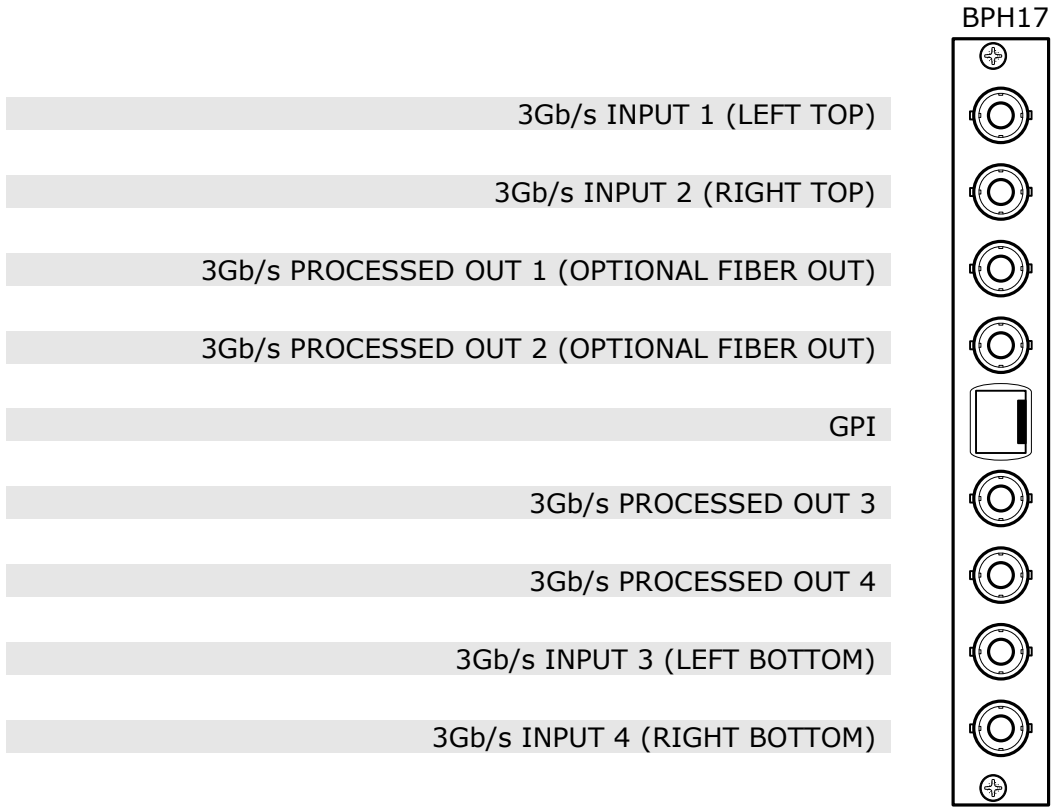 BPH17
3Gb/s INPUT 1 (LEFT TOP)
3Gb/s INPUT 2 (RIGHT TOP)
3Gb/s PROCESSED OUT 1 (OPTIONAL FIBER OUT)
3Gb/s PROCESSED OUT 2 (OPTIONAL FIBER OUT)
GPI
3Gb/s PROCESSED OUT 3
3Gb/s PROCESSED OUT 4
3Gb/s INPUT 3 (LEFT BOTTOM)
3Gb/s INPUT 4 (RIGHT BOTTOM)